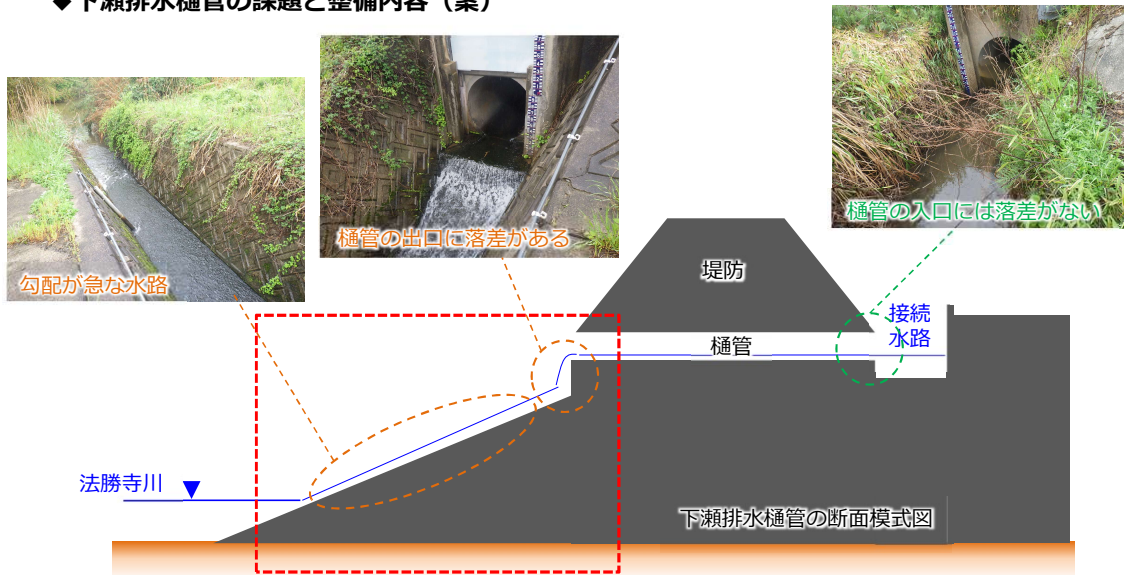 ◆下瀬排水樋管の課題と整備内容（案）
勾配が急な水路
樋管の出口に落差がある
樋管の入口には落差がない
堤防
接続
水路
樋管
法勝寺川
下瀬排水樋管の断面模式図